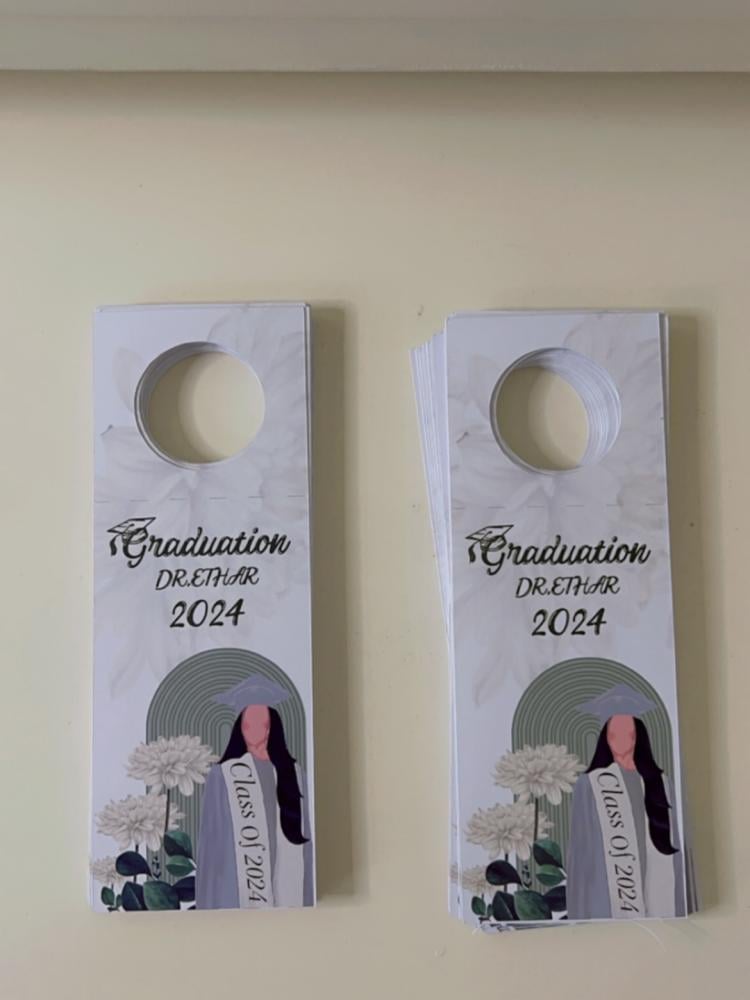 Graduation
DR.ETHAR
2024
Class Of 2024
Graduation
DR.ETHAR
2024
Class Of 2024